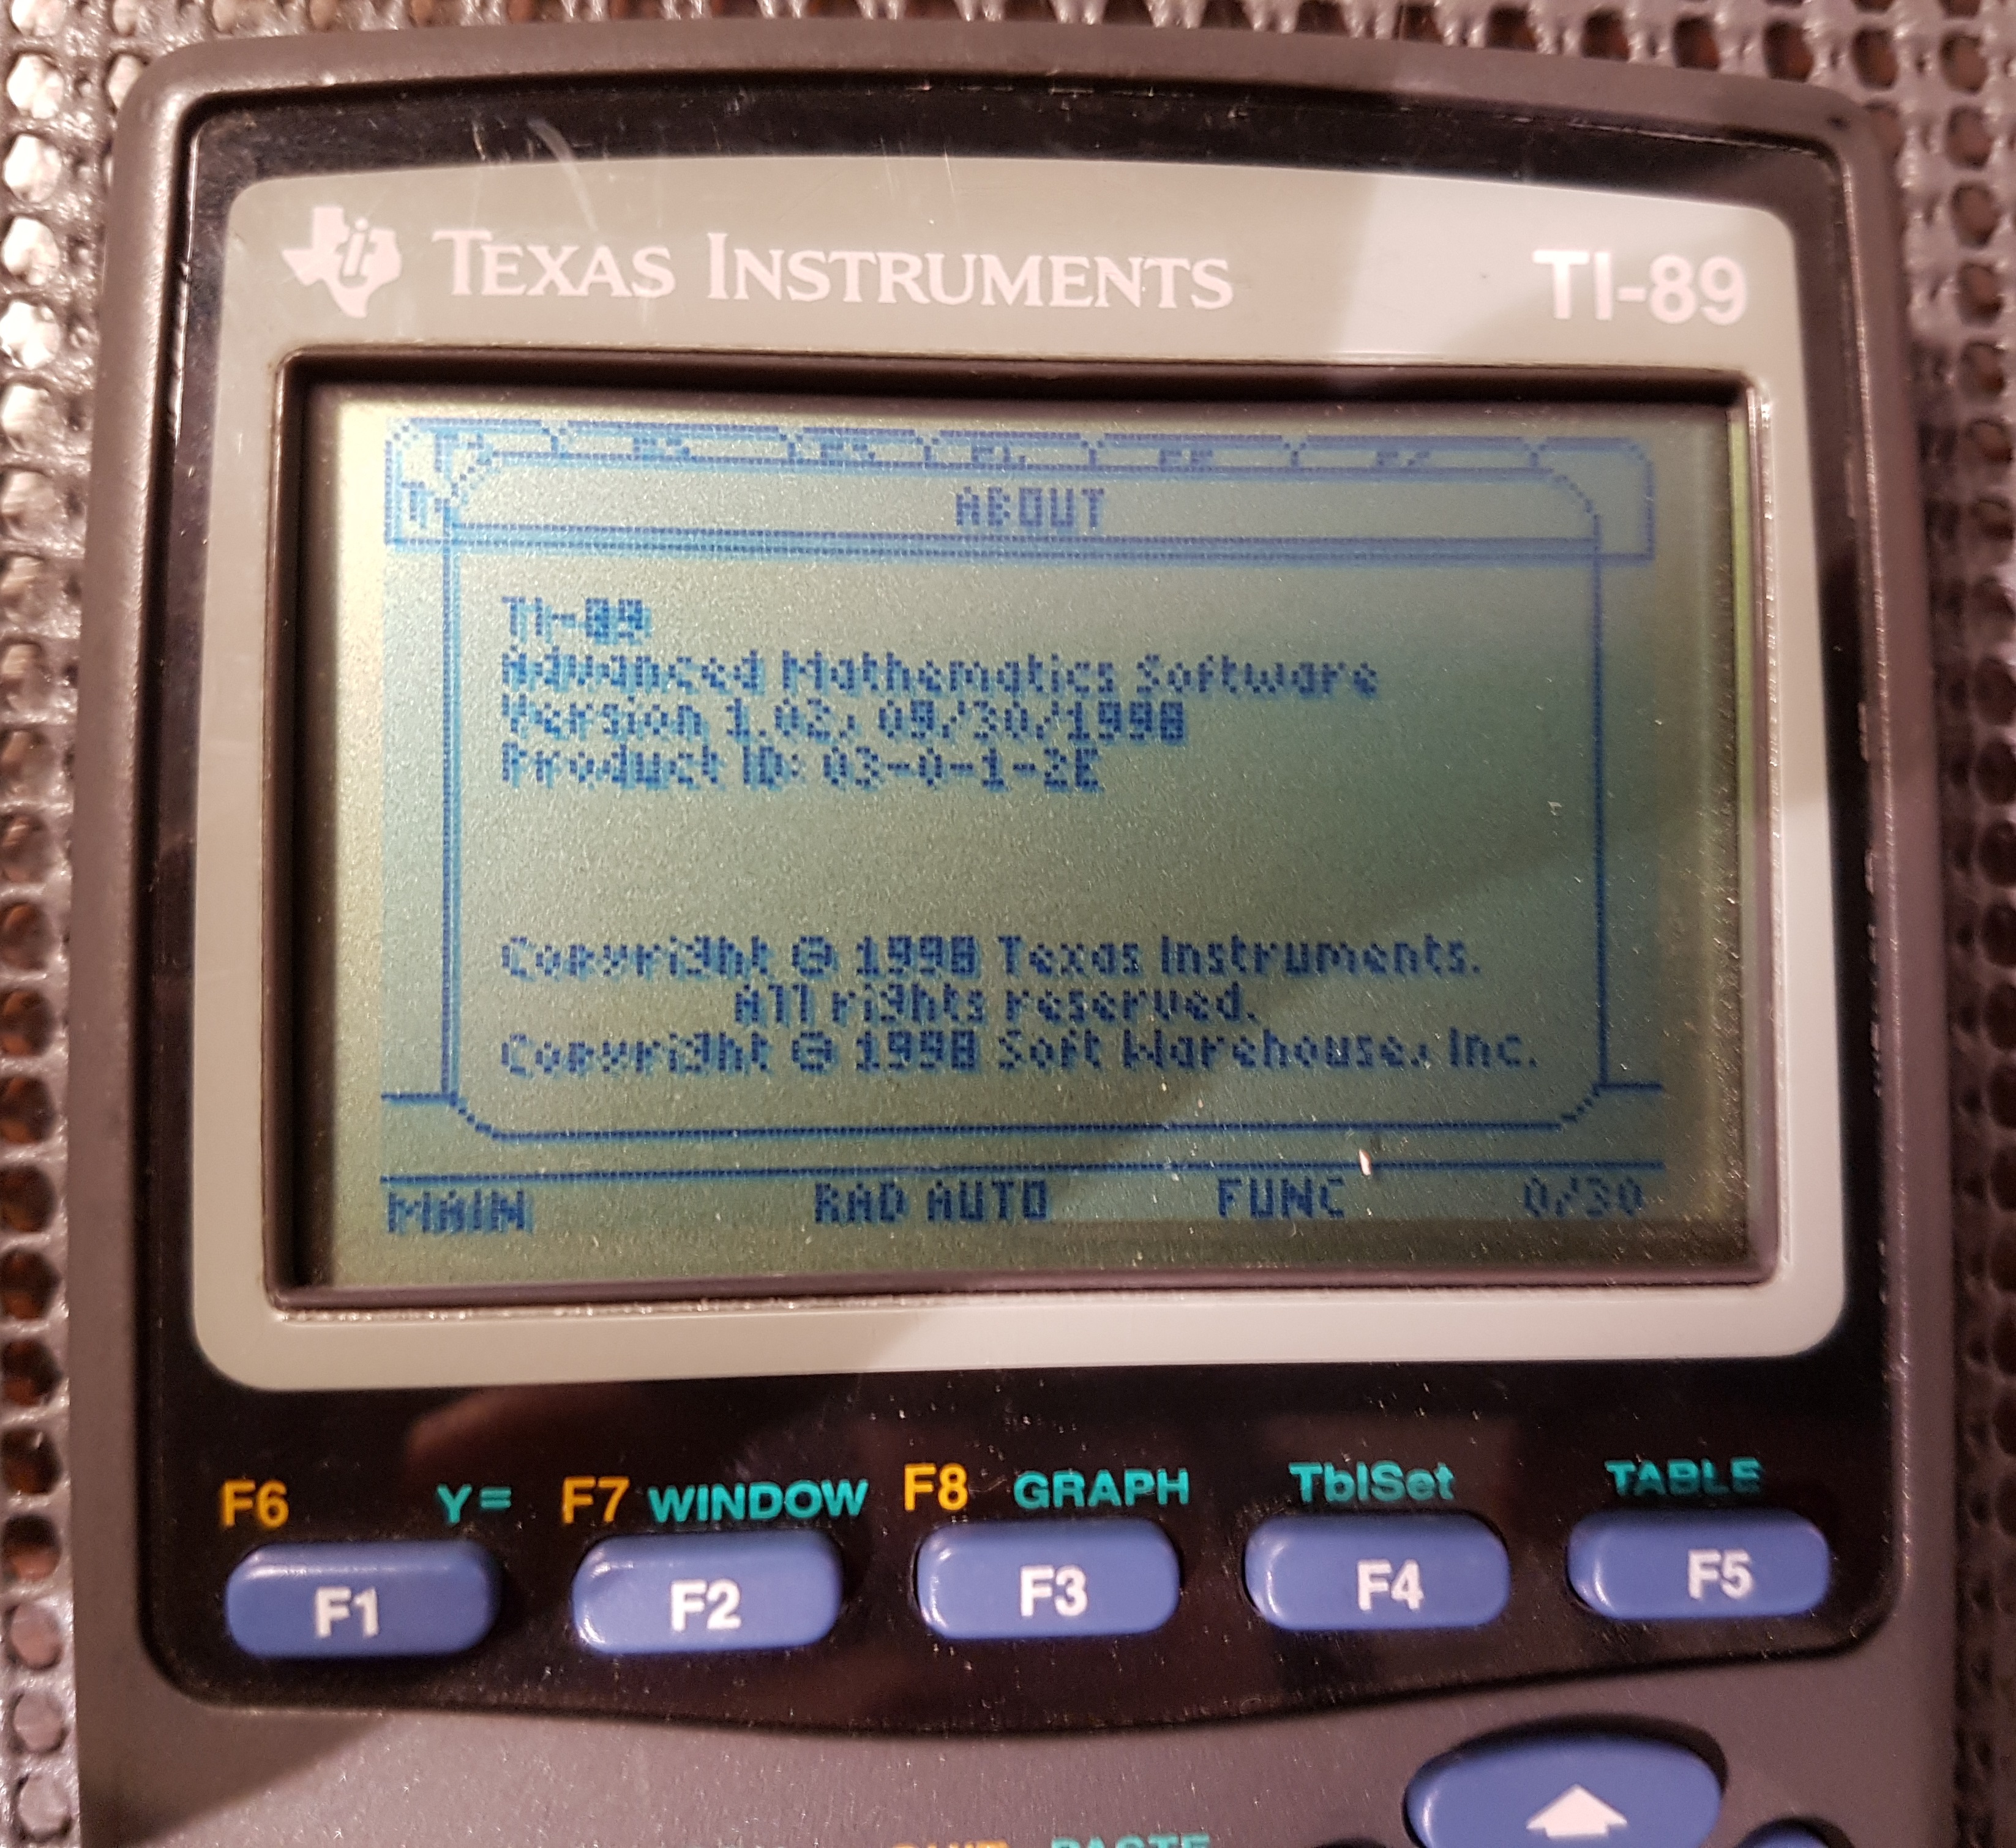 TEXAS INSTRUMENTS TI-89
ABOUT
TI-89
Advanced Mathematics Software
Version 1.02, 09/30/1998
Product ID: 03-0-1-2E
Copyright © 1998 Texas Instruments.
All rights reserved.
Copyright © 1998 Soft Warehouse, Inc.
MAIN RAD AUTO FUNC 0/30
F6 Y= F7 WINDOW F8 GRAPH TblSet TABLE
F1 F2 F3 F4 F5
PASTE